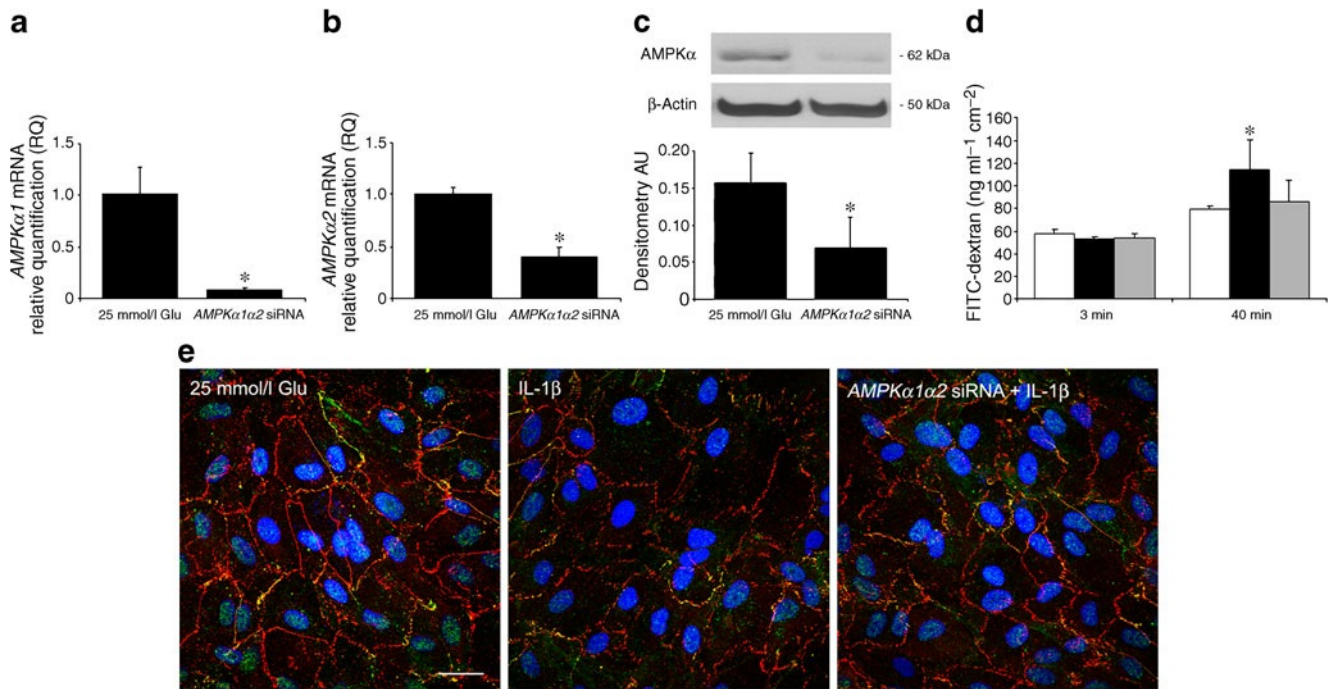 a
AMPKα1 mRNA
relative quantification (RQ)
1.5
1.0
0.5
0
25 mmol/l Glu
AMPKα1α2 siRNA
*
b
AMPKα2 mRNA
relative quantification (RQ)
1.5
1.0
0.5
0
25 mmol/l Glu
AMPKα1α2 siRNA
*
c
AMPKα
- 62 kDa
β-Actin
- 50 kDa
Densitometry AU
0.20
0.15
0.10
0.05
0
25 mmol/l Glu
AMPKα1α2 siRNA
*
d
FITC-dextran (ng ml⁻¹ cm⁻²)
160
140
120
100
80
60
40
20
0
*
3 min
40 min
e
25 mmol/l Glu
IL-1β
AMPKα1α2 siRNA + IL-1β